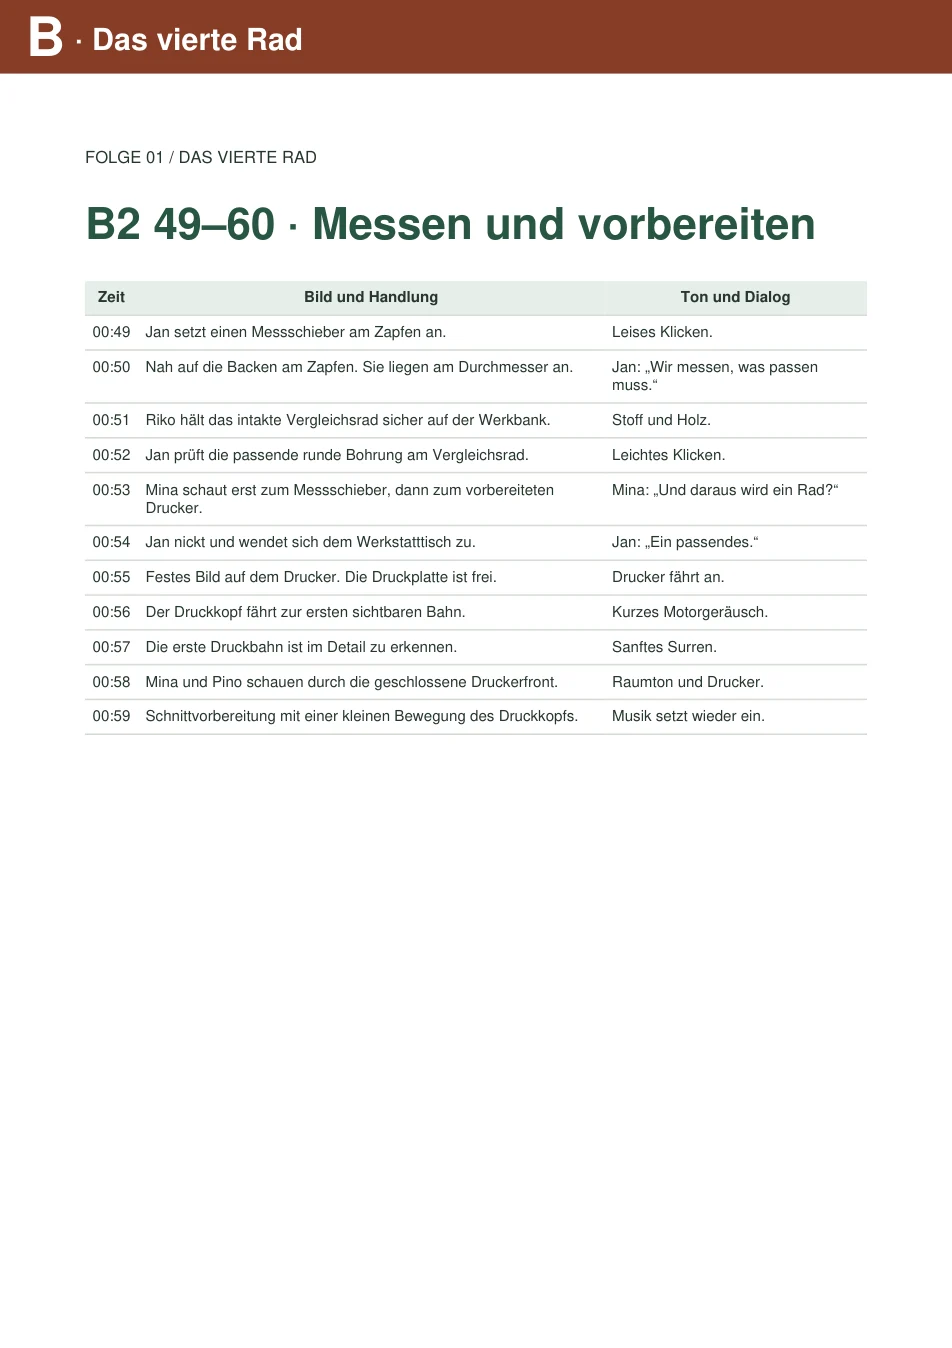 B · Das vierte Rad
FOLGE 01 / DAS VIERTE RAD
B2 49–60 · Messen und vorbereiten
Zeit Bild und Handlung Ton und Dialog
00:49 Jan setzt einen Messschieber am Zapfen an. Leises Klicken.
00:50 Nah auf die Backen am Zapfen. Sie liegen am Durchmesser an. Jan: „Wir messen, was passen
muss.“
00:51 Riko hält das intakte Vergleichsrad sicher auf der Werkbank. Stoff und Holz.
00:52 Jan prüft die passende runde Bohrung am Vergleichsrad. Leichtes Klicken.
00:53 Mina schaut erst zum Messschieber, dann zum vorbereiteten Mina: „Und daraus wird ein Rad?“
Drucker.
00:54 Jan nickt und wendet sich dem Werkstatttisch zu. Jan: „Ein passendes.“
00:55 Festes Bild auf dem Drucker. Die Druckplatte ist frei. Drucker fährt an.
00:56 Der Druckkopf fährt zur ersten sichtbaren Bahn. Kurzes Motorgeräusch.
00:57 Die erste Druckbahn ist im Detail zu erkennen. Sanftes Surren.
00:58 Mina und Pino schauen durch die geschlossene Druckerfront. Raumton und Drucker.
00:59 Schnittvorbereitung mit einer kleinen Bewegung des Druckkopfs. Musik setzt wieder ein.